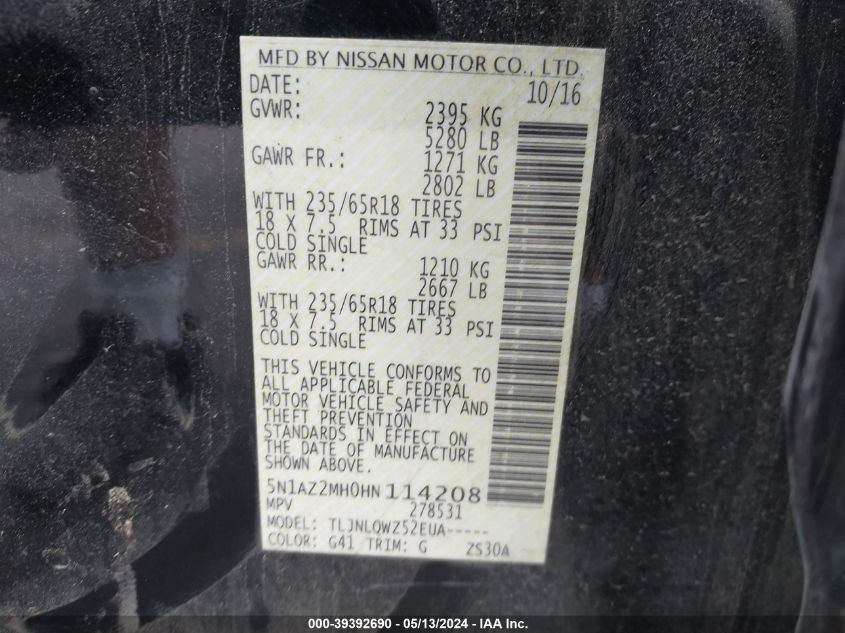 MFD BY NISSAN MOTOR CO., LTD.
DATE: 10/16
GVWR: 2395 KG
5280 LB
GAWR FR.: 1271 KG
2802 LB
WITH 235/65R18 TIRES
18 X 7.5 RIMS AT 33 PSI
COLD SINGLE
GAWR RR.: 1210 KG
2667 LB
WITH 235/65R18 TIRES
18 X 7.5 RIMS AT 33 PSI
COLD SINGLE
THIS VEHICLE CONFORMS TO
ALL APPLICABLE FEDERAL
MOTOR VEHICLE SAFETY AND
THEFT PREVENTION
STANDARDS IN EFFECT ON
THE DATE OF MANUFACTURE
SHOWN ABOVE.
5N1AZ2MH0HN114208
MPV 278531
MODEL: TLJNLQWZ52EUA-----
COLOR: G41 TRIM: G ZS30A
000-39392690 - 05/13/2024 - IAA Inc.